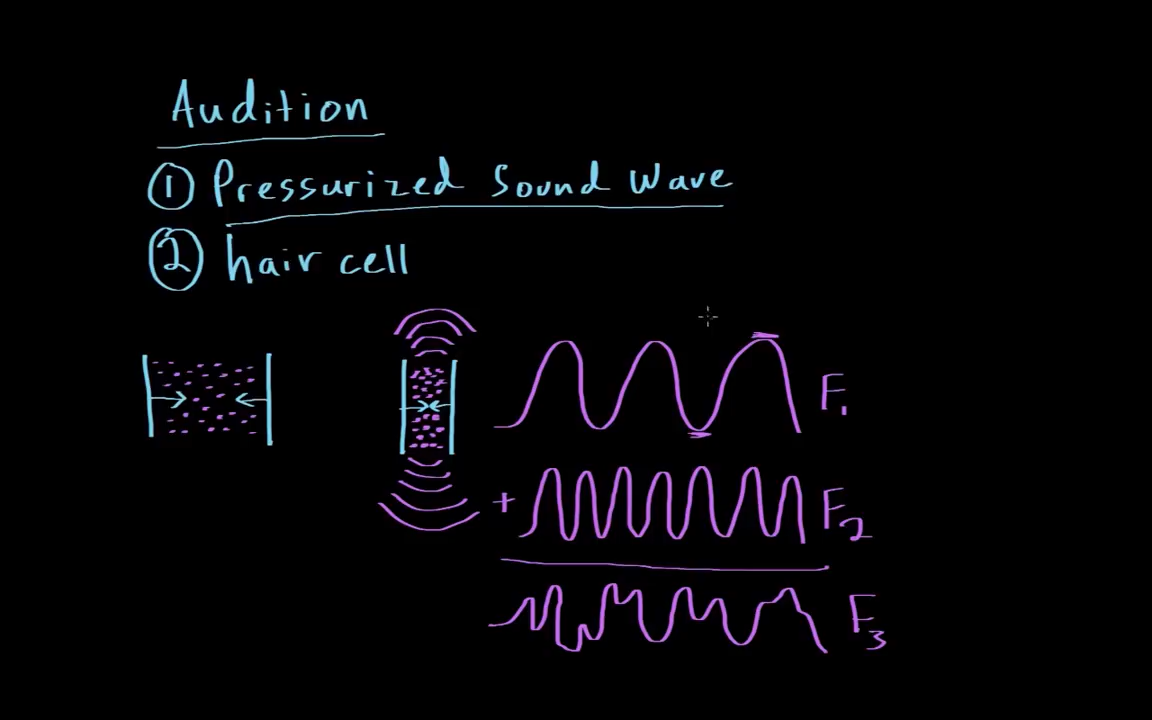 Audition
① Pressurized Sound Wave
② hair cell
F₁
+ F₂
F₃